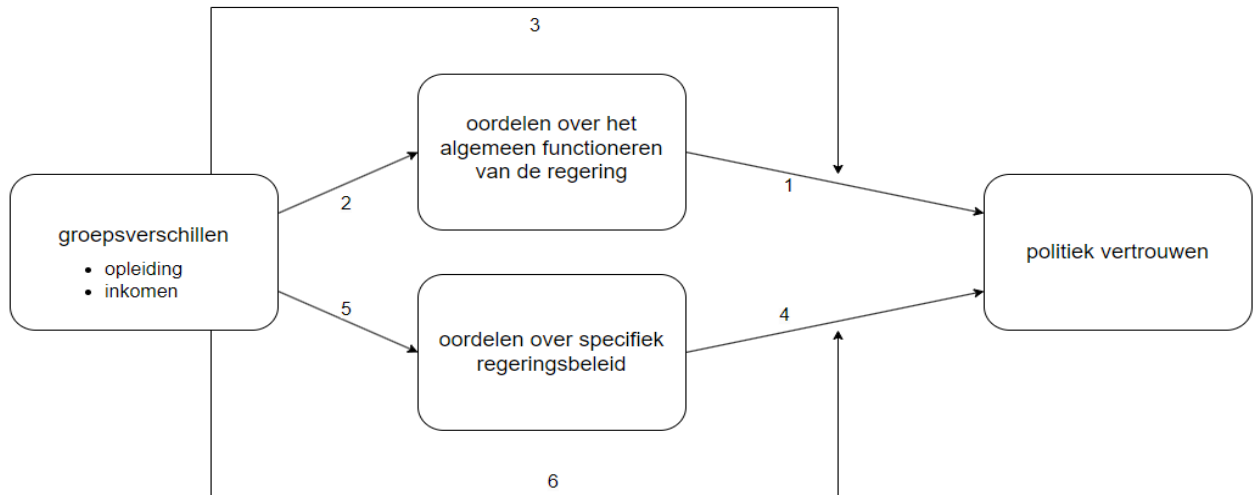 3
oordelen over het
algemeen functioneren
van de regering
1
2
groepsverschillen
• opleiding
• inkomen
politiek vertrouwen
5
4
oordelen over specifiek
regeringsbeleid
6